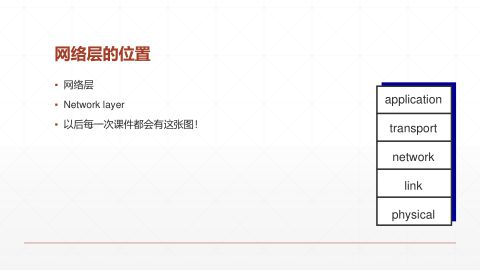 网络层的位置
网络层
Network layer
以后每一次课件都会有这张图！
application
transport
network
link
physical